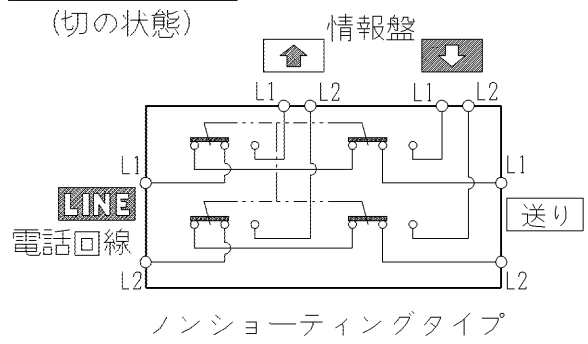 (切の状態)
情報盤
L1 L2 L1 L2
L1 L1
LINE
送り
電話回線
L2 L2
ノンショーティングタイプ